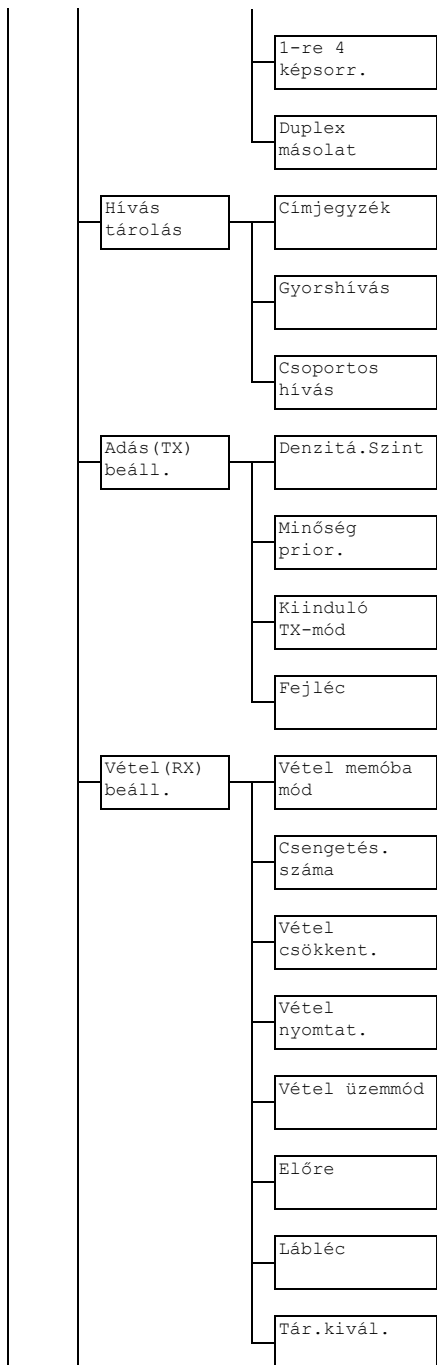 1-re 4
képsorr.
Duplex
másolat
Hívás
tárolás
Címjegyzék
Gyorshívás
Csoportos
hívás
Adás(TX)
beáll.
Denzitá.Szint
Minőség
prior.
Kiinduló
TX-mód
Fejléc
Vétel(RX)
beáll.
Vétel memóba
mód
Csengetés.
száma
Vétel
csökkent.
Vétel
nyomtat.
Vétel üzemmód
Előre
Lábléc
Tár.kivál.